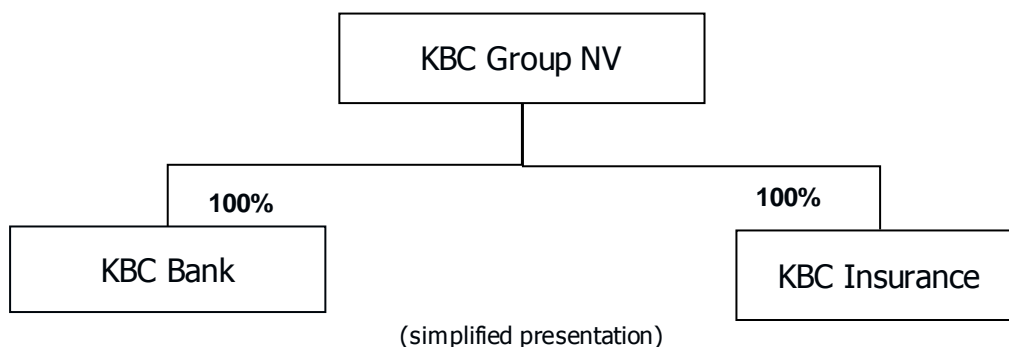 KBC Group NV
100%
100%
KBC Bank
KBC Insurance
(simplified presentation)